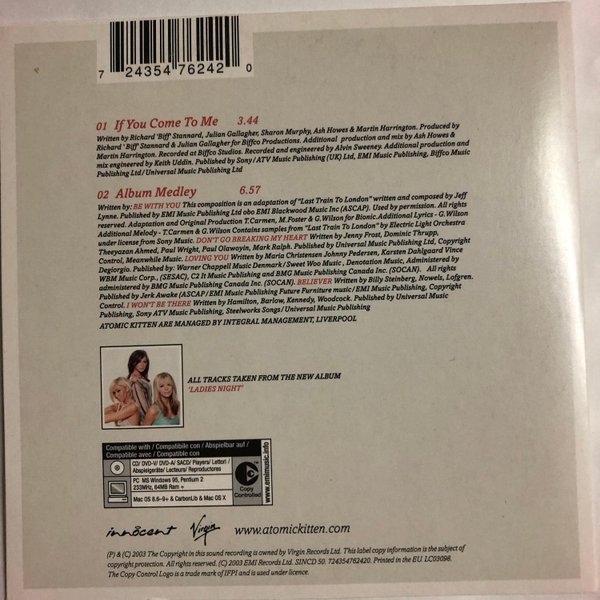 7 24354 76242 0
01 If You Come To Me 3.44
Written by Richard 'Biff' Stannard, Julian Gallagher, Sharon Murphy, Ash Howes & Martin Harrington. Produced by
Richard 'Biff' Stannard & Julian Gallagher for Biffco Productions. Additional production and mix by Ash Howes &
Martin Harrington. Recorded at Biffco Studios. Recorded and engineered by Alvin Sweeney. Additional production and
mix engineered by Keith Uddin. Published by Sony/ATV Music Publishing (UK) Ltd, EMI Music Publishing, Biffco Music
Publishing Ltd/Universal Music Publishing Ltd
02 Album Medley 6.57
Written by: BE WITH YOU This composition is an adaptation of "Last Train To London" written and composed by Jeff
Lynne. Published by EMI Music Publishing Ltd obo EMI Blackwood Music Inc (ASCAP). Used by permission. All rights
reserved. Adaptation and Original Production T.Carmen, M.Foster & G.Wilson for Bionic. Additional Lyrics - G.Wilson
Additional Melody - T.Carmen & G.Wilson Contains samples from "Last Train To London" by Electric Light Orchestra
under license from Sony Music. DON'T GO BREAKING MY HEART Written by Jenny Frost, Dominic Thrupp,
Theeyazan Ahmed, Paul Wright, Paul Olawayin, Mark Ralph. Published by Universal Music Publishing Ltd, Copyright
Control, Meanwhile Music. LOVING YOU Written by Maria Christensen Johnny Pedersen, Karsten Dahlgaard Vince
Degiorgio. Published by: Warner Chappell Music Denmark/Sweet Woo Music, Denotation Music, Administered by
WBM Music Corp., (SESAC), C2 It Music Publishing and BMG Music Publishing Canada Inc. (SOCAN). All rights
administered by BMG Music Publishing Canada Inc. (SOCAN). BELIEVER Written by Billy Steinberg, Nowels, Lofgren.
Published by Jerk Awake (ASCAP/EMI Music Publishing Future Furniture music/EMI Music Publishing, Copyright
Control. I WON'T BE THERE Written by Hamilton, Barlow, Kennedy, Woodcock. Published by Universal Music
Publishing, Sony ATV Music Publishing, Steelworks Songs/Universal Music Publishing
ATOMIC KITTEN ARE MANAGED BY INTEGRAL MANAGEMENT, LIVERPOOL
ALL TRACKS TAKEN FROM THE NEW ALBUM
'LADIES NIGHT'
Compatible with / Compatibile con / Abspielbar auf /
Compatible avec / Compatible con
CD/ DVD-V/ DVD-A/ SACD/ Players/ Lettori /
Abspielgeräte/ Lecteurs/ Reproductores
PC MS Windows 95, Pentium 2
233MHz, 64MB Ram +
Mac OS 8.6-9+ & CarbonLib & Mac OS X
Copy
Controlled
www.emimusic.info
innocent Virgin www.atomickitten.com
(P) & (C) 2003 The Copyright in this sound recording is owned by Virgin Records Ltd. This label copy information is the subject of
copyright protection. All rights reserved. (C) 2003 EMI Records Ltd. SINCD 50. 724354762420. Printed in the EU LC03098.
The Copy Control Logo is a trade mark of IFPI and is used under licence.